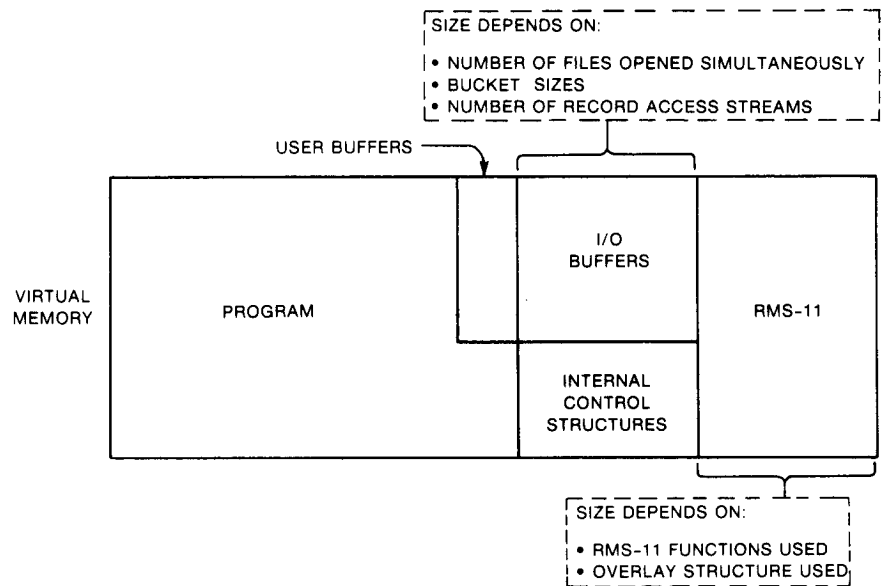 SIZE DEPENDS ON:
• NUMBER OF FILES OPENED SIMULTANEOUSLY
• BUCKET SIZES
• NUMBER OF RECORD ACCESS STREAMS
USER BUFFERS
VIRTUAL
MEMORY
PROGRAM
I/O
BUFFERS
INTERNAL
CONTROL
STRUCTURES
RMS-11
SIZE DEPENDS ON:
• RMS-11 FUNCTIONS USED
• OVERLAY STRUCTURE USED